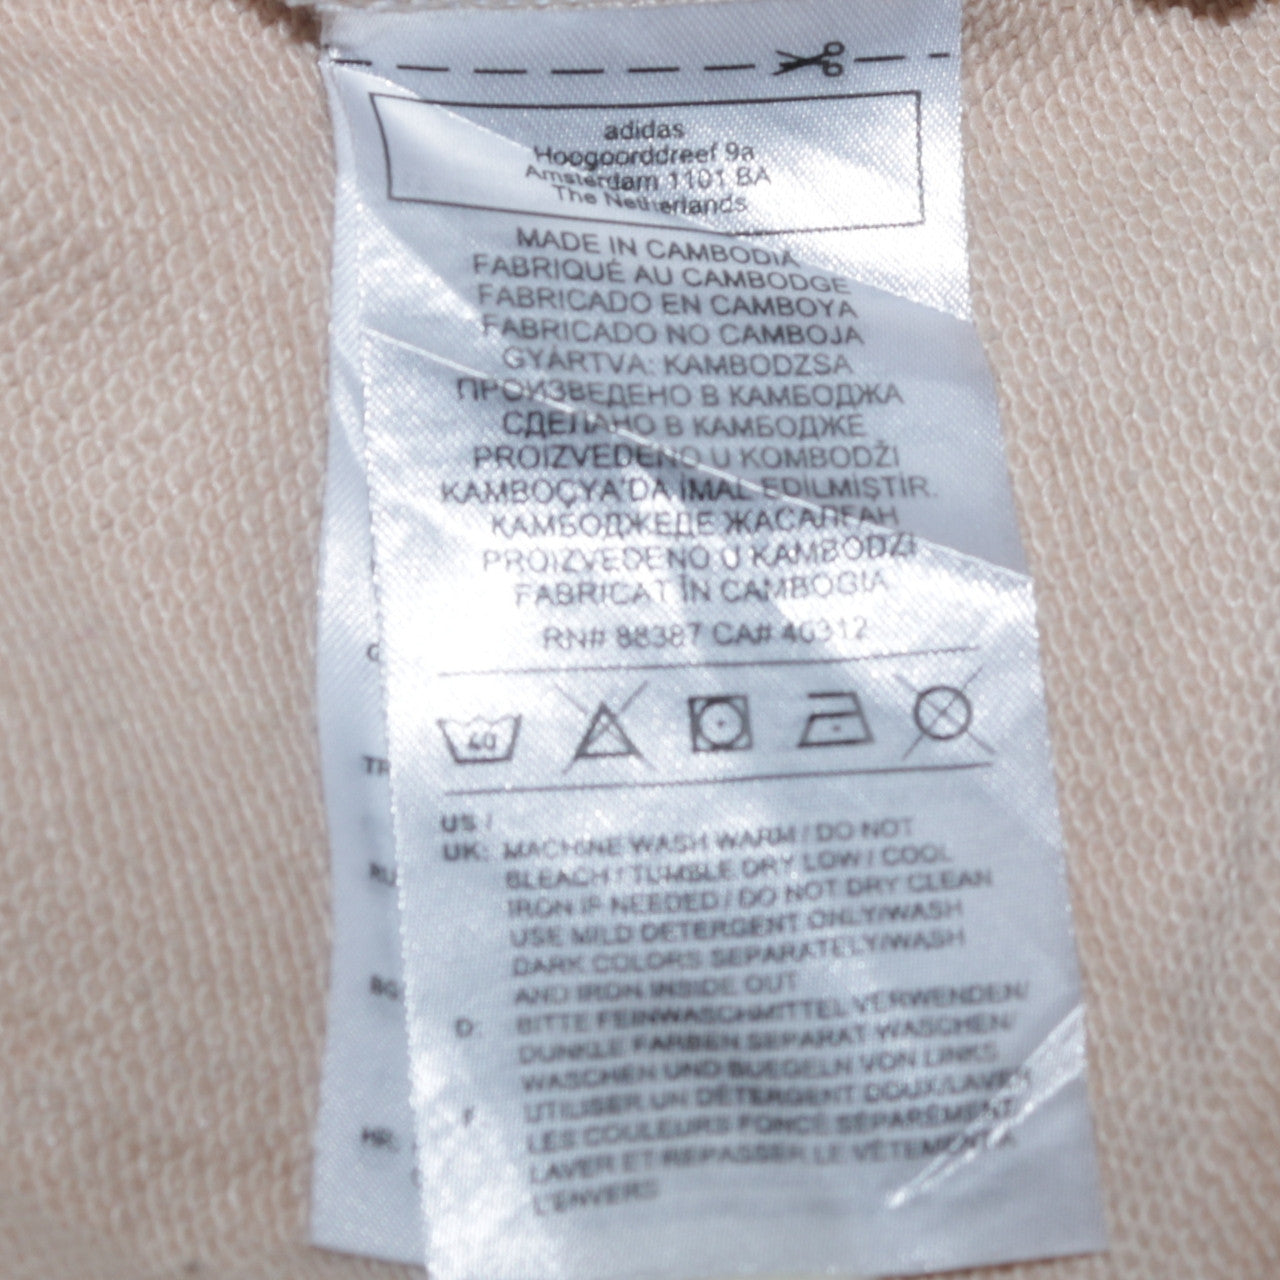 adidas
Hoogoorddreef 9a
Amsterdam 1101 BA
The Netherlands
MADE IN CAMBODIA
FABRIQUÉ AU CAMBODGE
FABRICADO EN CAMBOYA
FABRICADO NO CAMBOJA
GYÁRTVA: KAMBODZSA
ПРОИЗВЕДЕНО В КАМБОДЖА
СДЕЛАНО В КАМБОДЖЕ
PROIZVEDENO U KOMBODŽI
KAMBOÇYA'DA İMAL EDİLMİŞTİR.
КАМБОДЖЕДЕ ЖАСАЛҒАН
PROIZVEDENO U KAMBODŽI
FABRICAT ÎN CAMBOGIA
RN# 88387 CA# 40312
40
US /
UK: MACHINE WASH WARM / DO NOT
BLEACH / TUMBLE DRY LOW / COOL
IRON IF NEEDED / DO NOT DRY CLEAN
USE MILD DETERGENT ONLY/WASH
DARK COLORS SEPARATELY/WASH
AND IRON INSIDE OUT
D: BITTE FEINWASCHMITTEL VERWENDEN/
DUNKLE FARBEN SEPARAT WASCHEN/
WASCHEN UND BUEGELN VON LINKS
F UTILISER UN DÉTERGENT DOUX/LAVER
LES COULEURS FONCÉ SÉPARÉMENT/
LAVER ET REPASSER LE VÊTEMENT À
L'ENVERS
TR
RU
BG
HR: